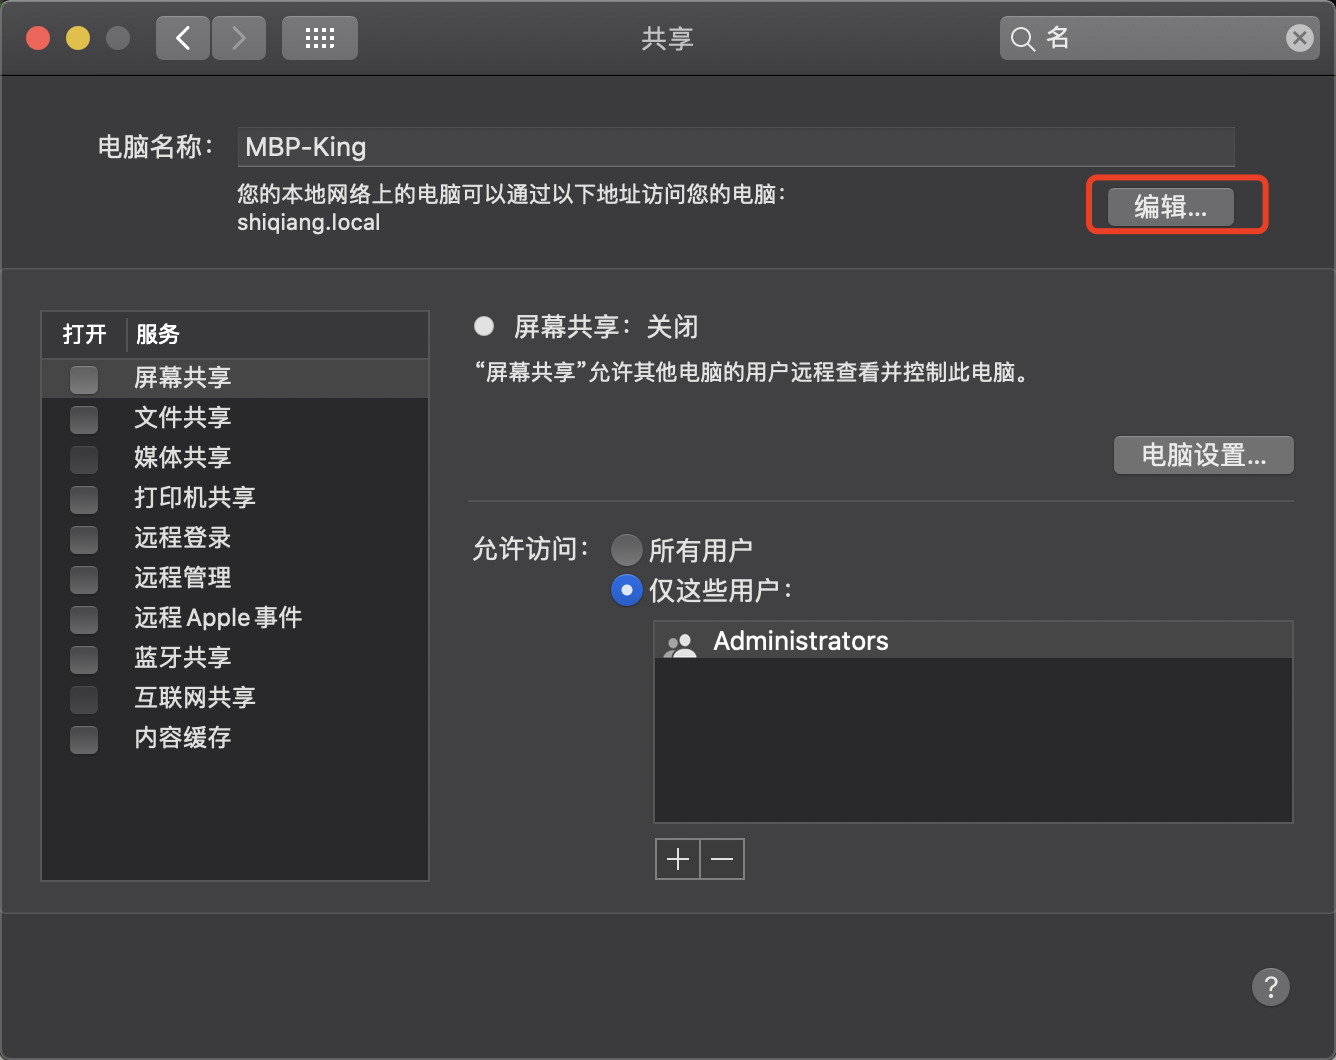 共享
名
电脑名称：
MBP-King
您的本地网络上的电脑可以通过以下地址访问您的电脑：
shiqiang.local
编辑...
打开 服务
屏幕共享
文件共享
媒体共享
打印机共享
远程登录
远程管理
远程 Apple 事件
蓝牙共享
互联网共享
内容缓存
屏幕共享：关闭
“屏幕共享”允许其他电脑的用户远程查看并控制此电脑。
电脑设置...
允许访问：
所有用户
仅这些用户：
Administrators
?